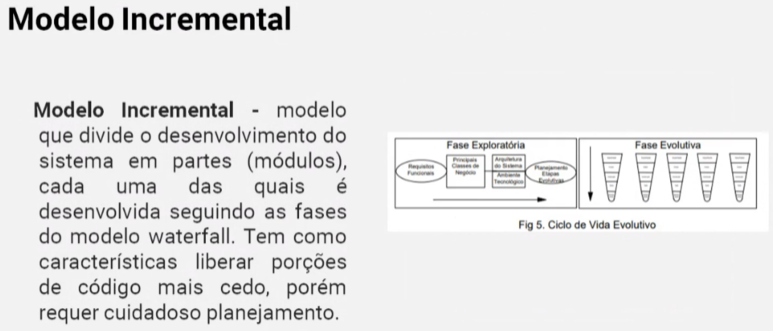 Modelo Incremental
Modelo Incremental - modelo
que divide o desenvolvimento do
sistema em partes (módulos),
cada uma das quais é
desenvolvida seguindo as fases
do modelo waterfall. Tem como
características liberar porções
de código mais cedo, porém
requer cuidadoso planejamento.
Fase Exploratória
Requisitos
Funcionais
Principais
Classes de
Negócio
Arquitetura
do Sistema
Ambiente
Tecnológico
Planejamento
Etapas
Evolutivas
Fase Evolutiva
Fig 5. Ciclo de Vida Evolutivo